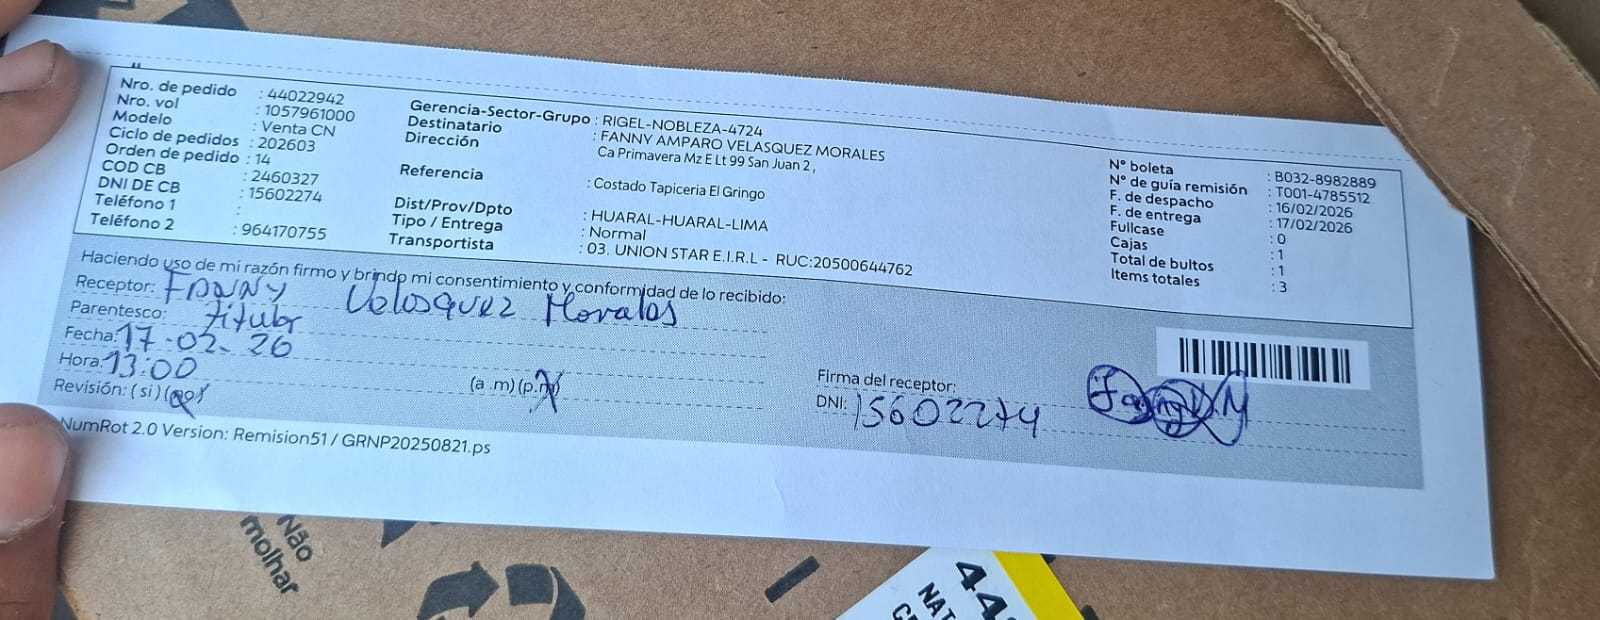 Nro. de pedido : 44022942
Nro. vol : 1057961000
Modelo : Venta CN
Ciclo de pedidos : 202603
Orden de pedido : 14
COD CB : 2460327
DNI DE CB : 15602274
Teléfono 1 :
Teléfono 2 : 964170755
Gerencia-Sector-Grupo : RIGEL-NOBLEZA-4724
Destinatario : FANNY AMPARO VELASQUEZ MORALES
Dirección Ca Primavera Mz E Lt 99 San Juan 2 ,
Referencia : Costado Tapiceria El Gringo
Dist/Prov/Dpto : HUARAL-HUARAL-LIMA
Tipo / Entrega : Normal
Transportista : 03. UNION STAR E.I.R.L - RUC:20500644762
N° boleta : B032-8982889
N° de guía remisión : T001-4785512
F. de despacho : 16/02/2026
F. de entrega : 17/02/2026
Fullcase : 0
Cajas : 1
Total de bultos : 1
Items totales : 3
Haciendo uso de mi razón firmo y brindo mi consentimiento y conformidad de lo recibido:
Receptor: FANNY Velasquez Morales
Parentesco: titular
Fecha: 17-02-26
Hora: 13:00 (a .m) (p.m)
Revisión: ( si ) (no)
Firma del receptor:
DNI: 15602274
NumRot 2.0 Version: Remision51 / GRNP20250821.ps
Não
molhar